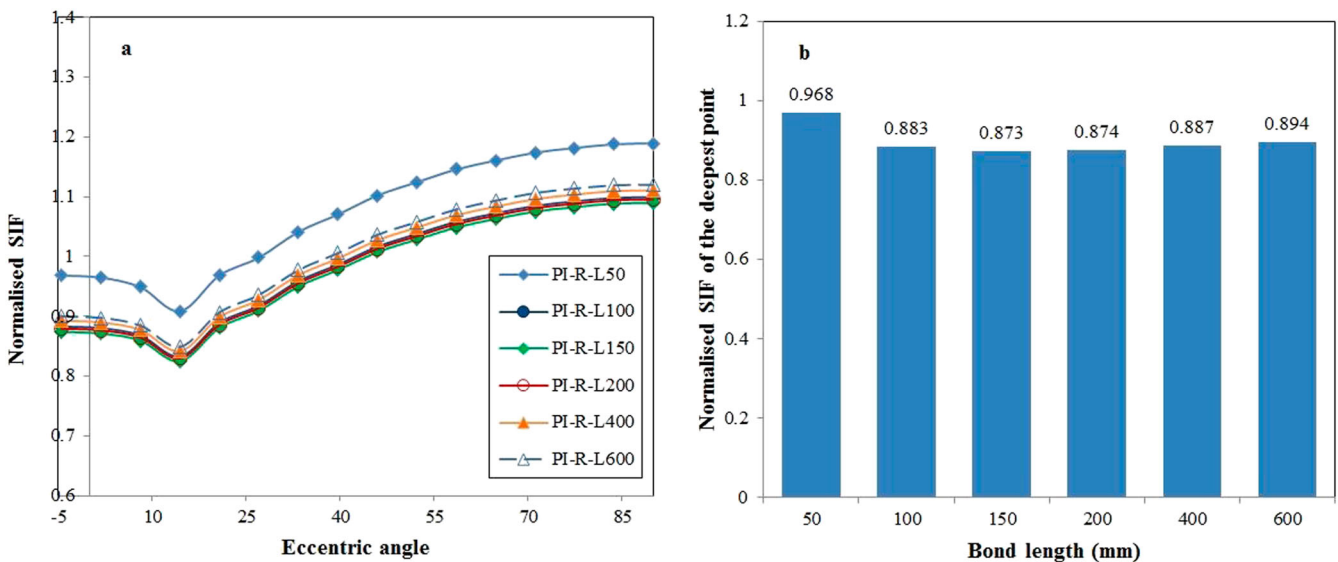 a
Normalised SIF
1.4
1.3
1.2
1.1
1
0.9
0.8
0.7
0.6
-5 10 25 40 55 70 85
Eccentric angle
PI-R-L50
PI-R-L100
PI-R-L150
PI-R-L200
PI-R-L400
PI-R-L600
b
Normalised SIF of the deepest point
1.2
1
0.8
0.6
0.4
0.2
0
0.968 0.883 0.873 0.874 0.887 0.894
50 100 150 200 400 600
Bond length (mm)